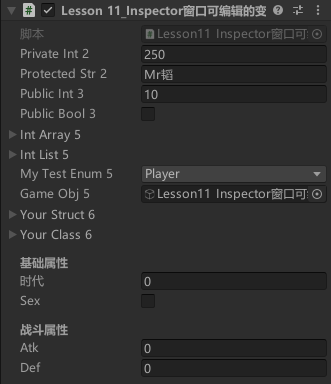 Lesson 11_Inspector窗口可编辑的变
脚本 Lesson11 Inspector窗口可
Private Int 2 250
Protected Str 2 Mr韬
Public Int 3 10
Public Bool 3
Int Array 5
Int List 5
My Test Enum 5 Player
Game Obj 5 Lesson11 Inspector窗口可
Your Struct 6
Your Class 6
基础属性
时代 0
Sex
战斗属性
Atk 0
Def 0